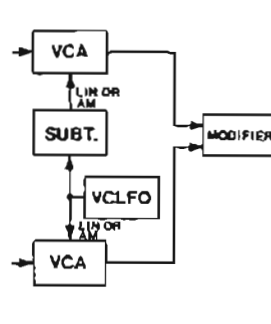 VCA
LIN OR
AM
SUBT.
MODIFIER
VCLFO
LIN OR
AM
VCA